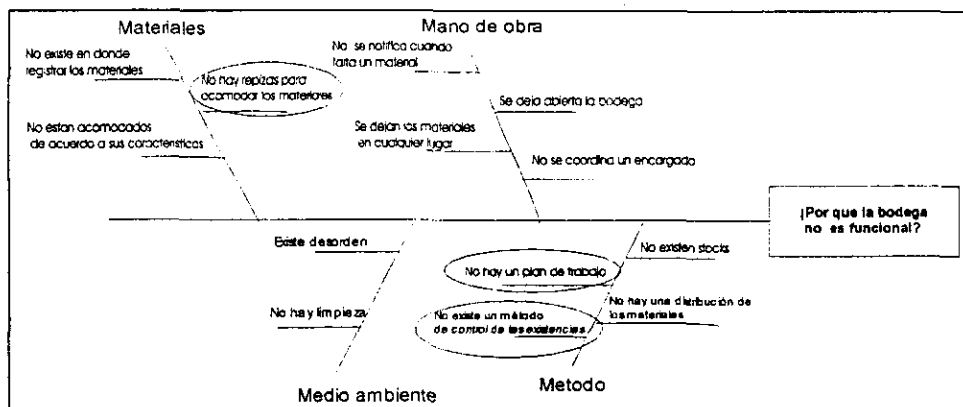 Materiales
No existe en donde
registrar los materiales
No hay repizas para
acomodar los materiales
No estan acomocados
de acuerdo a sus caracteristicas
Mano de obra
No se notifica cuando
falta un material
Se deja abierta la bodega
Se dejan los materiales
en cualquier lugar
No se coordina un encargado
¡Por que la bodega
no es funcional?
Existe desorden
No hay limpieza
Medio ambiente
No existen stocks
No hay un plan de trabajo
No hay una distribución de
los materiales
No existe un método
de control de las existencias
Metodo